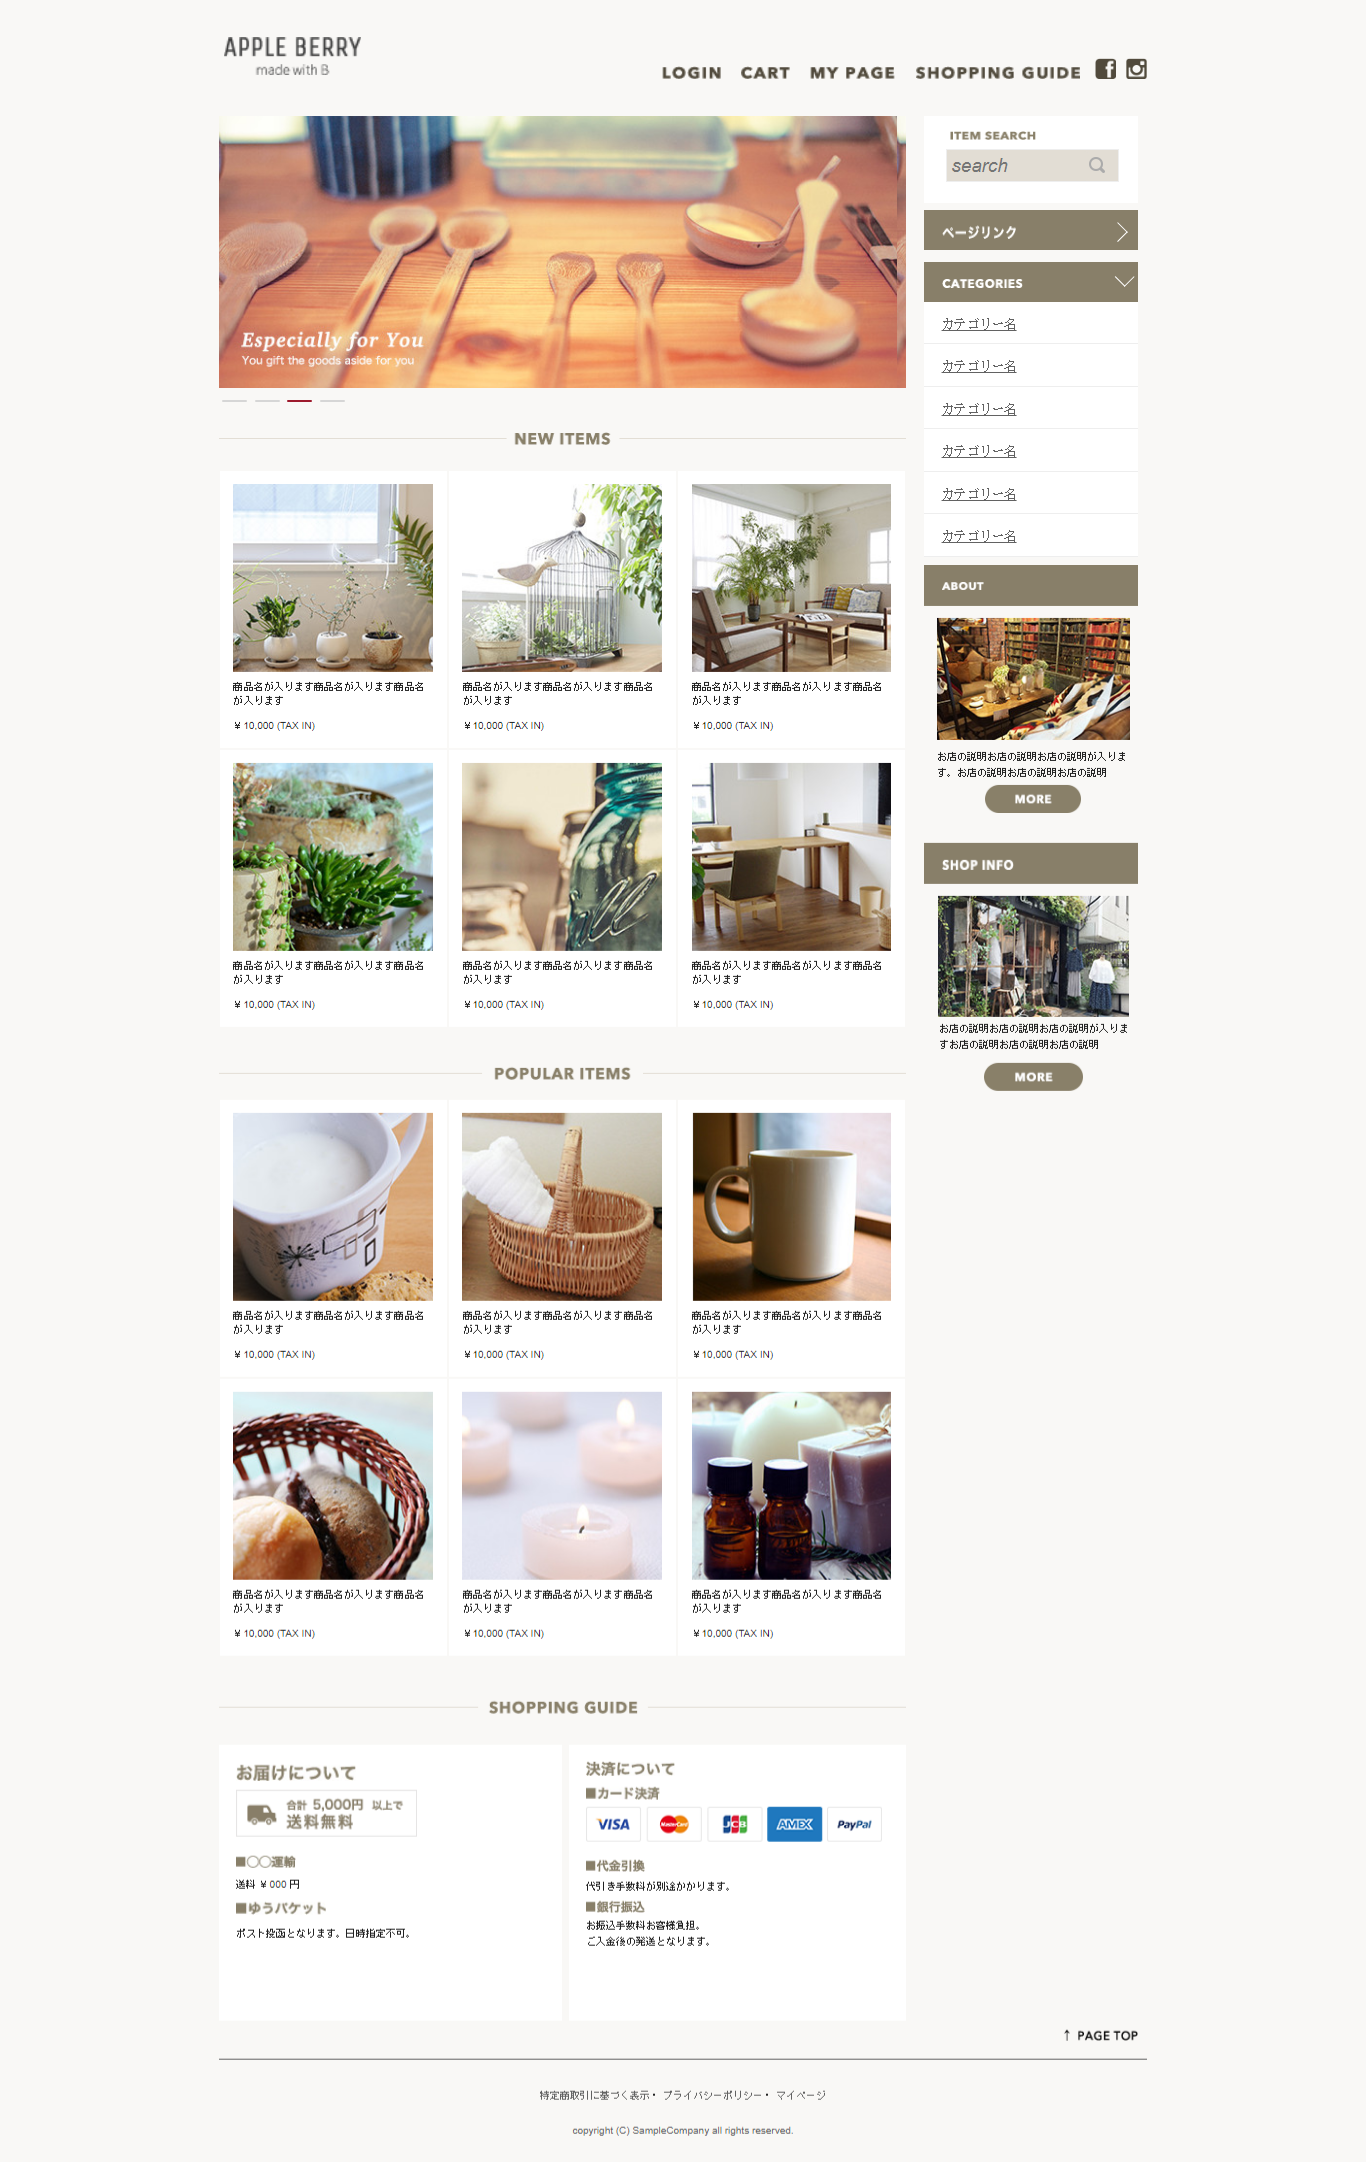 APPLE BERRY
made with B
LOGIN CART MY PAGE SHOPPING GUIDE
Especially for You
You gift the goods aside for you
ITEM SEARCH
search
ページリンク
CATEGORIES
カテゴリー名
カテゴリー名
カテゴリー名
カテゴリー名
カテゴリー名
カテゴリー名
ABOUT
お店の説明お店の説明お店の説明が入りま
す。お店の説明お店の説明お店の説明
MORE
SHOP INFO
お店の説明お店の説明お店の説明が入りま
すお店の説明お店の説明お店の説明
MORE
NEW ITEMS
商品名が入ります商品名が入ります商品名
が入ります
¥ 10,000 (TAX IN)
商品名が入ります商品名が入ります商品名
が入ります
¥ 10,000 (TAX IN)
商品名が入ります商品名が入ります商品名
が入ります
¥ 10,000 (TAX IN)
商品名が入ります商品名が入ります商品名
が入ります
¥ 10,000 (TAX IN)
商品名が入ります商品名が入ります商品名
が入ります
¥ 10,000 (TAX IN)
商品名が入ります商品名が入ります商品名
が入ります
¥ 10,000 (TAX IN)
POPULAR ITEMS
商品名が入ります商品名が入ります商品名
が入ります
¥ 10,000 (TAX IN)
商品名が入ります商品名が入ります商品名
が入ります
¥ 10,000 (TAX IN)
商品名が入ります商品名が入ります商品名
が入ります
¥ 10,000 (TAX IN)
商品名が入ります商品名が入ります商品名
が入ります
¥ 10,000 (TAX IN)
商品名が入ります商品名が入ります商品名
が入ります
¥ 10,000 (TAX IN)
商品名が入ります商品名が入ります商品名
が入ります
¥ 10,000 (TAX IN)
SHOPPING GUIDE
お届けについて
合計 5,000円 以上で
送料無料
■〇〇運輸
送料 ¥ 000 円
■ゆうパケット
ポスト投函となります。日時指定不可。
決済について
■カード決済
VISA MasterCard JCB AMEX PayPal
■代金引換
代引き手数料が別途かかります。
■銀行振込
お振込手数料お客様負担。
ご入金後の発送となります。
↑ PAGE TOP
特定商取引に基づく表示・ プライバシーポリシー・ マイページ
copyright (C) SampleCompany all rights reserved.